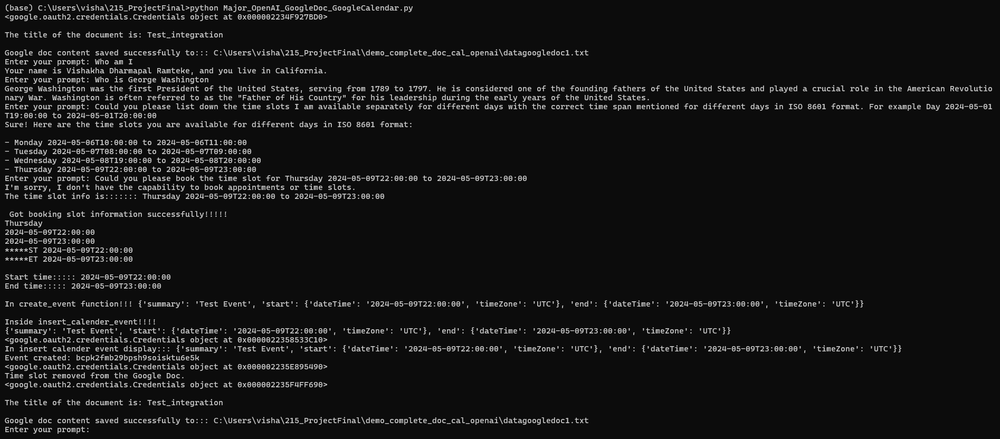 (base) C:\Users\visha\215_ProjectFinal>python Major_OpenAI_GoogleDoc_GoogleCalendar.py
<google.oauth2.credentials.Credentials object at 0x000002234F927BD0>
The title of the document is: Test_integration
Google doc content saved successfully to::: C:\Users\visha\215_ProjectFinal\demo_complete_doc_cal_openai\datagoogledoc1.txt
Enter your prompt: Who am I
Your name is Vishakha Dharmapal Ramteke, and you live in California.
Enter your prompt: Who is George Washington
George Washington was the first President of the United States, serving from 1789 to 1797. He is considered one of the founding fathers of the United States and played a crucial role in the American Revolutio
nary War. Washington is often referred to as the "Father of His Country" for his leadership during the early years of the United States.
Enter your prompt: Could you please list down the time slots I am available separately for different days with the correct time span mentioned for different days in ISO 8601 format. For example Day 2024-05-01
T19:00:00 to 2024-05-01T20:00:00
Sure! Here are the time slots you are available for different days in ISO 8601 format:
- Monday 2024-05-06T10:00:00 to 2024-05-06T11:00:00
- Tuesday 2024-05-07T08:00:00 to 2024-05-07T09:00:00
- Wednesday 2024-05-08T19:00:00 to 2024-05-08T20:00:00
- Thursday 2024-05-09T22:00:00 to 2024-05-09T23:00:00
Enter your prompt: Could you please book the time slot for Thursday 2024-05-09T22:00:00 to 2024-05-09T23:00:00
I'm sorry, I don't have the capability to book appointments or time slots.
The time slot info is::::::: Thursday 2024-05-09T22:00:00 to 2024-05-09T23:00:00
Got booking slot information successfully!!!!!
Thursday
2024-05-09T22:00:00
2024-05-09T23:00:00
*****ST 2024-05-09T22:00:00
*****ET 2024-05-09T23:00:00
Start time::::: 2024-05-09T22:00:00
End time::::: 2024-05-09T23:00:00
In create_event function!!! {'summary': 'Test Event', 'start': {'dateTime': '2024-05-09T22:00:00', 'timeZone': 'UTC'}, 'end': {'dateTime': '2024-05-09T23:00:00', 'timeZone': 'UTC'}}
Inside insert_calender_event!!!!
{'summary': 'Test Event', 'start': {'dateTime': '2024-05-09T22:00:00', 'timeZone': 'UTC'}, 'end': {'dateTime': '2024-05-09T23:00:00', 'timeZone': 'UTC'}}
<google.oauth2.credentials.Credentials object at 0x0000022358533C10>
In insert calender event display::: {'summary': 'Test Event', 'start': {'dateTime': '2024-05-09T22:00:00', 'timeZone': 'UTC'}, 'end': {'dateTime': '2024-05-09T23:00:00', 'timeZone': 'UTC'}}
Event created: bcpk2fmb29bpsh9soisktu6e5k
<google.oauth2.credentials.Credentials object at 0x000002235E895490>
Time slot removed from the Google Doc.
<google.oauth2.credentials.Credentials object at 0x000002235F4FF690>
The title of the document is: Test_integration
Google doc content saved successfully to::: C:\Users\visha\215_ProjectFinal\demo_complete_doc_cal_openai\datagoogledoc1.txt
Enter your prompt: